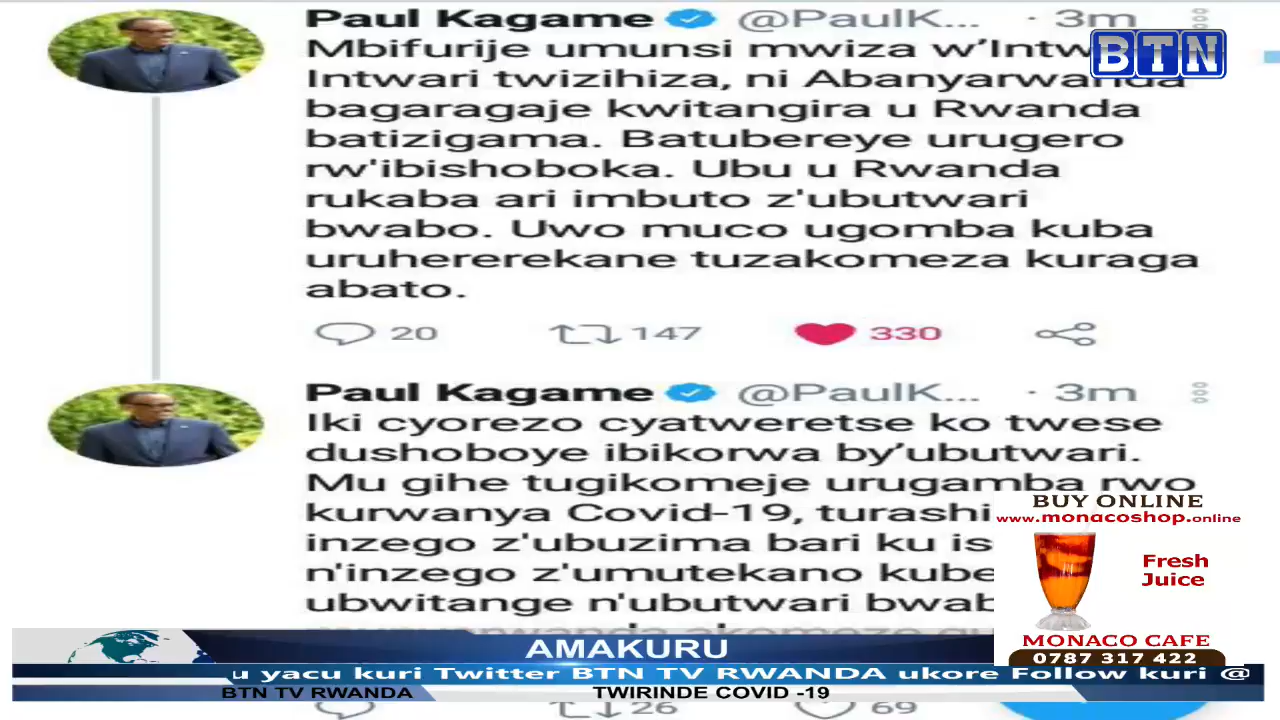 Paul Kagame @PaulK... · 3m
BTN
Mbifurije umunsi mwiza
Intwari twizihiza, ni Abanyarwanda
bagaragaje kwitangira u Rwanda
batizigama. Batubereye urugero
rw'ibishoboka. Ubu u Rwanda
rukaba ari imbuto z'ubutwari
bwabo. Uwo muco ugomba kuba
uruhererekane tuzakomeza kuraga
abato.
20 147 330
Paul Kagame @PaulK... · 3m
Iki cyorezo cyatweretse ko twese
dushoboye ibikorwa by’ubutwari.
Mu gihe tugikomeje urugamba rwo
kurwanya Covid-19,
inzego z'ubuzima bari ku
n'inzego z'umutekano
ubwitange n'ubutwari
BUY ONLINE
www.monacoshop.online
Fresh
Juice
MONACO CAFE
0787 317 422
AMAKURU
yacu kuri Twitter BTN TV RWANDA ukore Follow kuri @
BTN TV RWANDA TWIRINDE COVID -19
26 69